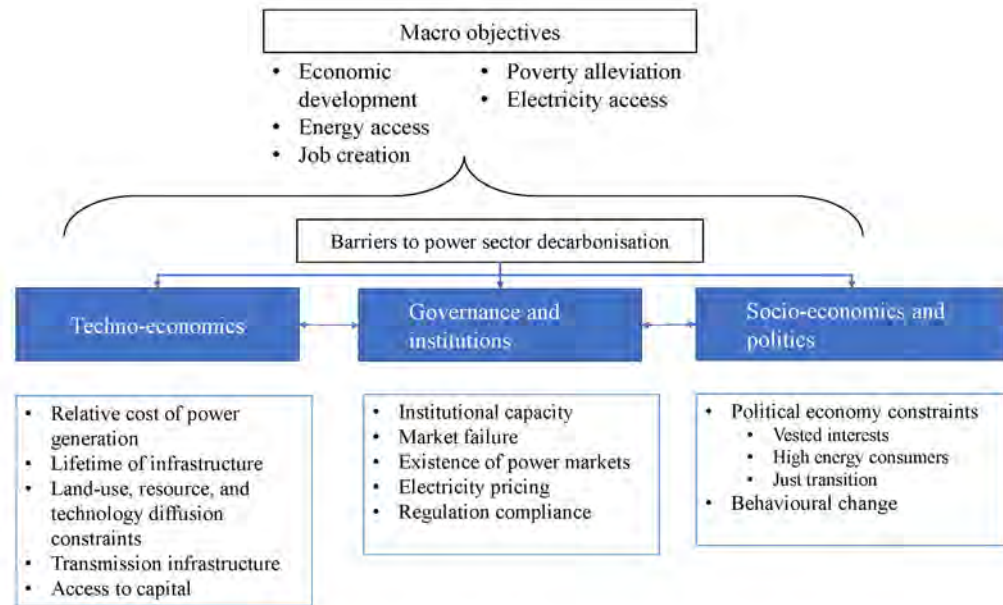 Macro objectives
• Economic
development
• Energy access
• Job creation
• Poverty alleviation
• Electricity access
Barriers to power sector decarbonisation
Techno-economics
Governance and
institutions
Socio-economics and
politics
• Relative cost of power
generation
• Lifetime of infrastructure
• Land-use, resource, and
technology diffusion
constraints
• Transmission infrastructure
• Access to capital
• Institutional capacity
• Market failure
• Existence of power markets
• Electricity pricing
• Regulation compliance
• Political economy constraints
• Vested interests
• High energy consumers
• Just transition
• Behavioural change